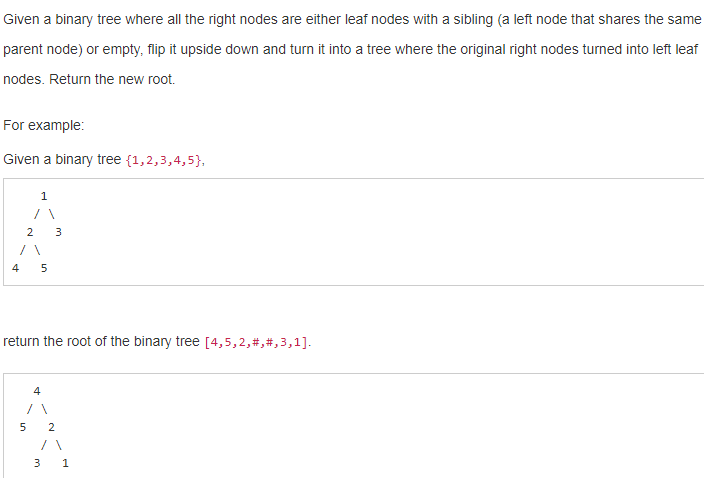 Given a binary tree where all the right nodes are either leaf nodes with a sibling (a left node that shares the same
parent node) or empty, flip it upside down and turn it into a tree where the original right nodes turned into left leaf
nodes. Return the new root.
For example:
Given a binary tree {1,2,3,4,5},
1
/ \
2 3
/ \
4 5
return the root of the binary tree [4,5,2,#,#,3,1].
4
/ \
5 2
/ \
3 1